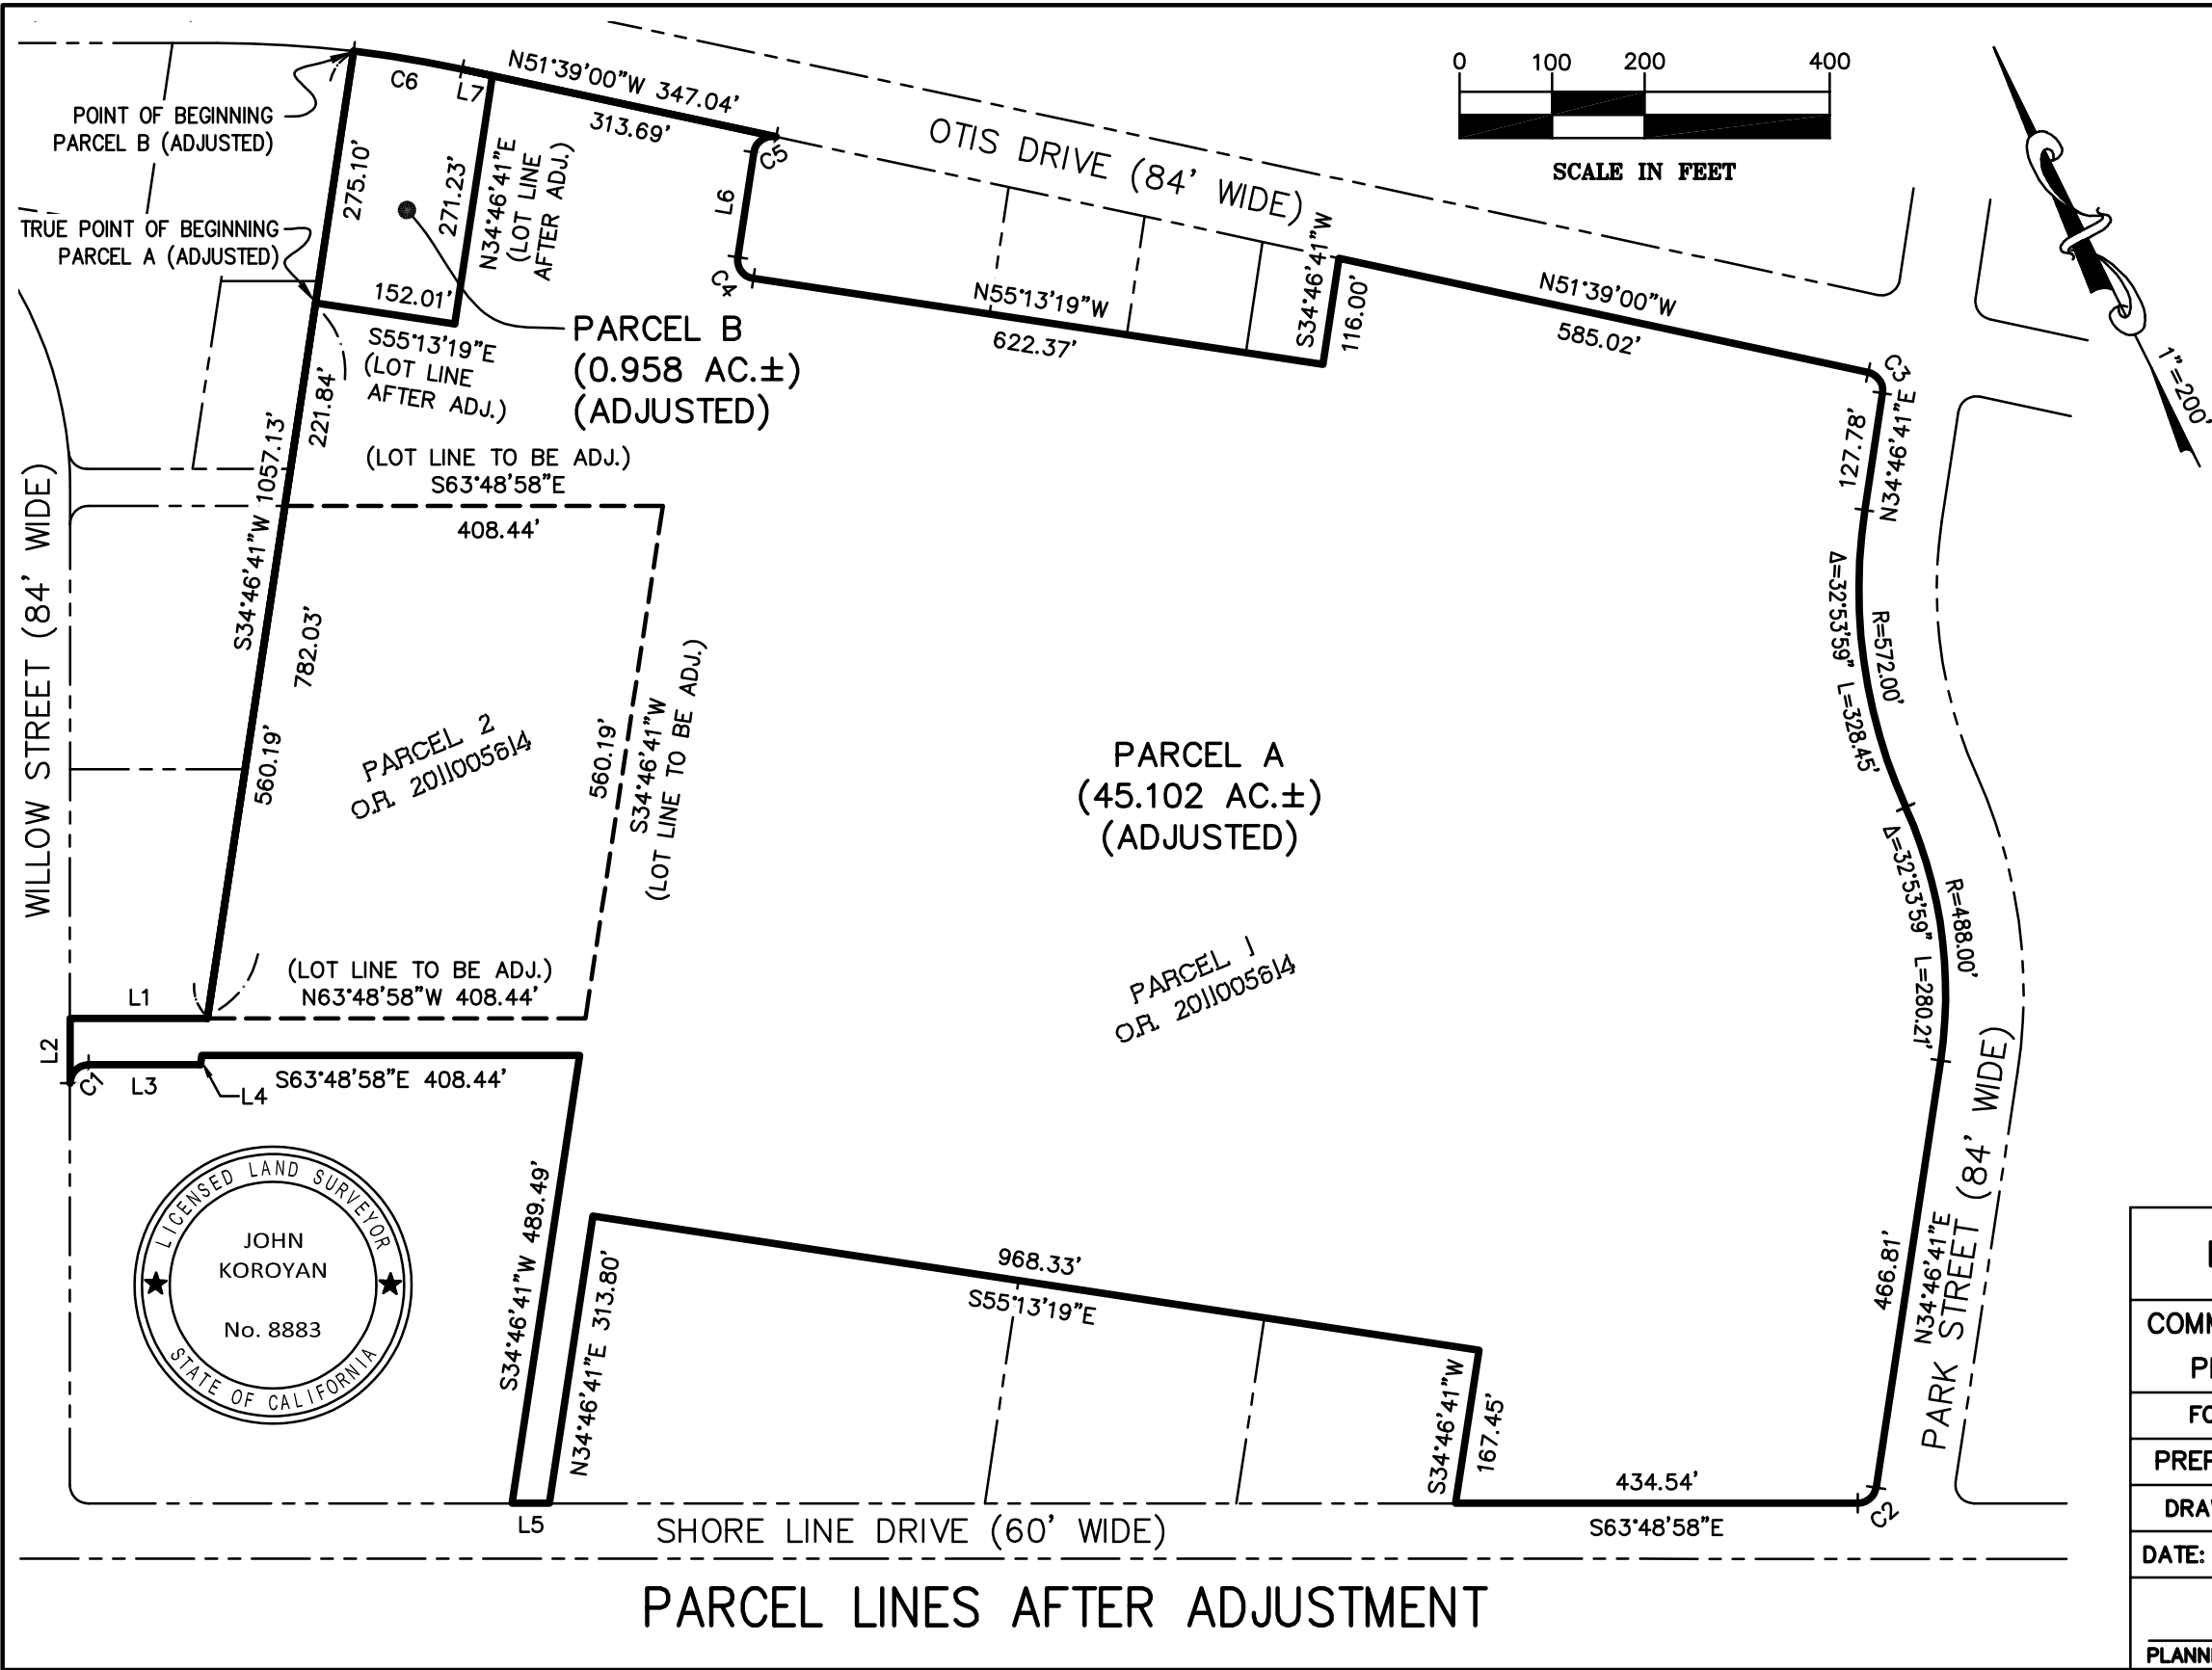 0 100 200 400
SCALE IN FEET
1"=200'
POINT OF BEGINNING
PARCEL B (ADJUSTED)
TRUE POINT OF BEGINNING
PARCEL A (ADJUSTED)
C6
L7
N51°39'00"W 347.04'
313.69'
C5
L6
C4
275.10'
271.23'
N34°46'41"E
(LOT LINE
AFTER ADJ.)
152.01'
S55°13'19"E
(LOT LINE
AFTER ADJ.)
PARCEL B
(0.958 AC.±)
(ADJUSTED)
OTIS DRIVE (84' WIDE)
N55°13'19"W
622.37'
S34°46'41"W
116.00'
N51°39'00"W
585.02'
C3
127.78'
N34°46'41"E
Δ=32°53'59" L=328.45'
R=572.00'
Δ=32°53'59" L=280.21'
R=488.00'
221.84'
S34°46'41"W 1057.13'
(LOT LINE TO BE ADJ.)
S63°48'58"E
408.44'
782.03'
560.19'
PARCEL 2
O.R. 2011005614
560.19'
S34°46'41"W
(LOT LINE TO BE ADJ.)
WILLOW STREET (84' WIDE)
PARCEL A
(45.102 AC.±)
(ADJUSTED)
PARCEL 1
O.R. 2011005614
(LOT LINE TO BE ADJ.)
N63°48'58"W 408.44'
L1
L2
C1
L3
L4
S63°48'58"E 408.44'
LICENSED LAND SURVEYOR
JOHN
KOROYAN
No. 8883
STATE OF CALIFORNIA
S34°46'41"W 489.49'
N34°46'41"E 313.80'
L5
968.33'
S55°13'19"E
S34°46'41"W
167.45'
434.54'
S63°48'58"E
C2
466.81'
N34°46'41"E
PARK STREET (84' WIDE)
SHORE LINE DRIVE (60' WIDE)
PARCEL LINES AFTER ADJUSTMENT
DATE: